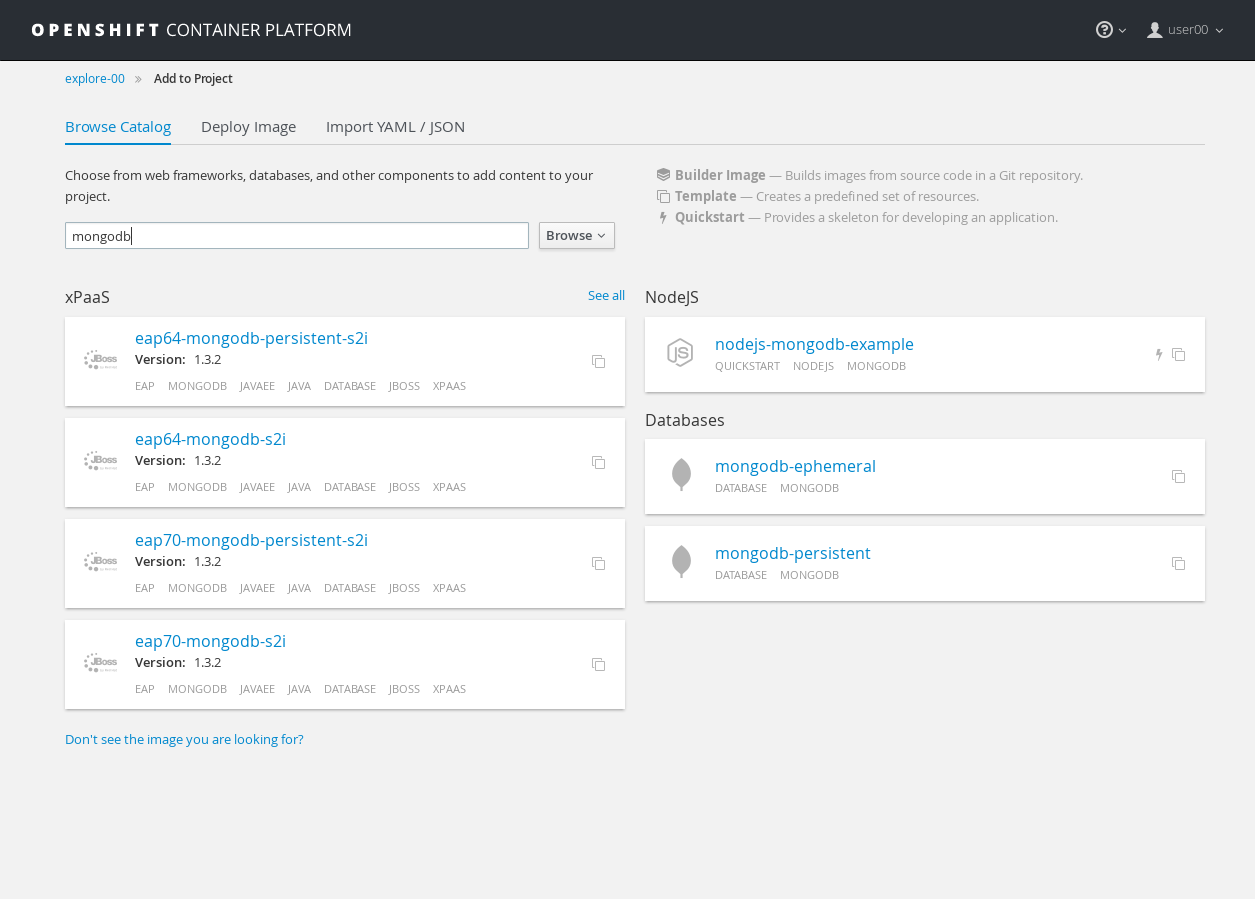 OPENSHIFT CONTAINER PLATFORM
user00
explore-00 » Add to Project
Browse Catalog Deploy Image Import YAML / JSON
Choose from web frameworks, databases, and other components to add content to your
project.
Builder Image — Builds images from source code in a Git repository.
Template — Creates a predefined set of resources.
Quickstart — Provides a skeleton for developing an application.
mongodb
Browse
xPaaS
See all
JBoss
eap64-mongodb-persistent-s2i
Version: 1.3.2
EAP MONGODB JAVAEE JAVA DATABASE JBOSS XPAAS
JBoss
eap64-mongodb-s2i
Version: 1.3.2
EAP MONGODB JAVAEE JAVA DATABASE JBOSS XPAAS
JBoss
eap70-mongodb-persistent-s2i
Version: 1.3.2
EAP MONGODB JAVAEE JAVA DATABASE JBOSS XPAAS
JBoss
eap70-mongodb-s2i
Version: 1.3.2
EAP MONGODB JAVAEE JAVA DATABASE JBOSS XPAAS
Don't see the image you are looking for?
NodeJS
JS
nodejs-mongodb-example
QUICKSTART NODEJS MONGODB
Databases
mongodb-ephemeral
DATABASE MONGODB
mongodb-persistent
DATABASE MONGODB